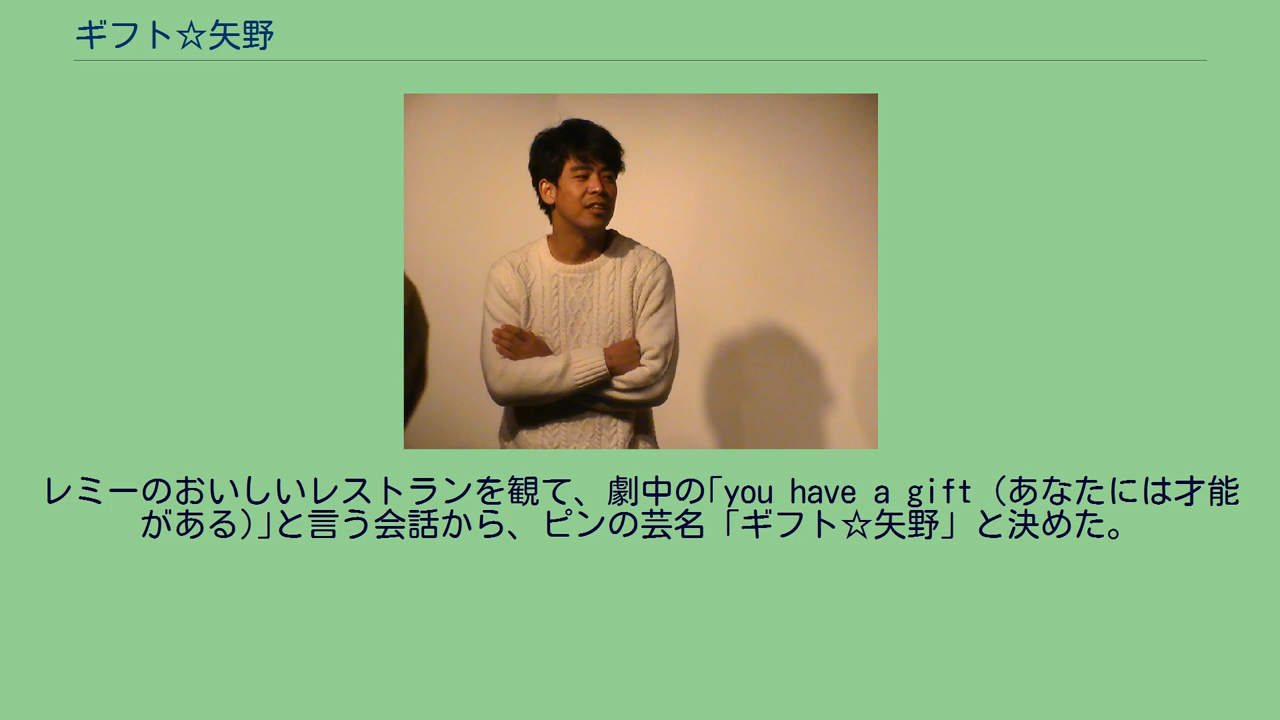 ギフト☆矢野
レミーのおいしいレストランを観て、劇中の｢you have a gift (あなたには才能
がある)｣と言う会話から、ピンの芸名「ギフト☆矢野」と決めた。